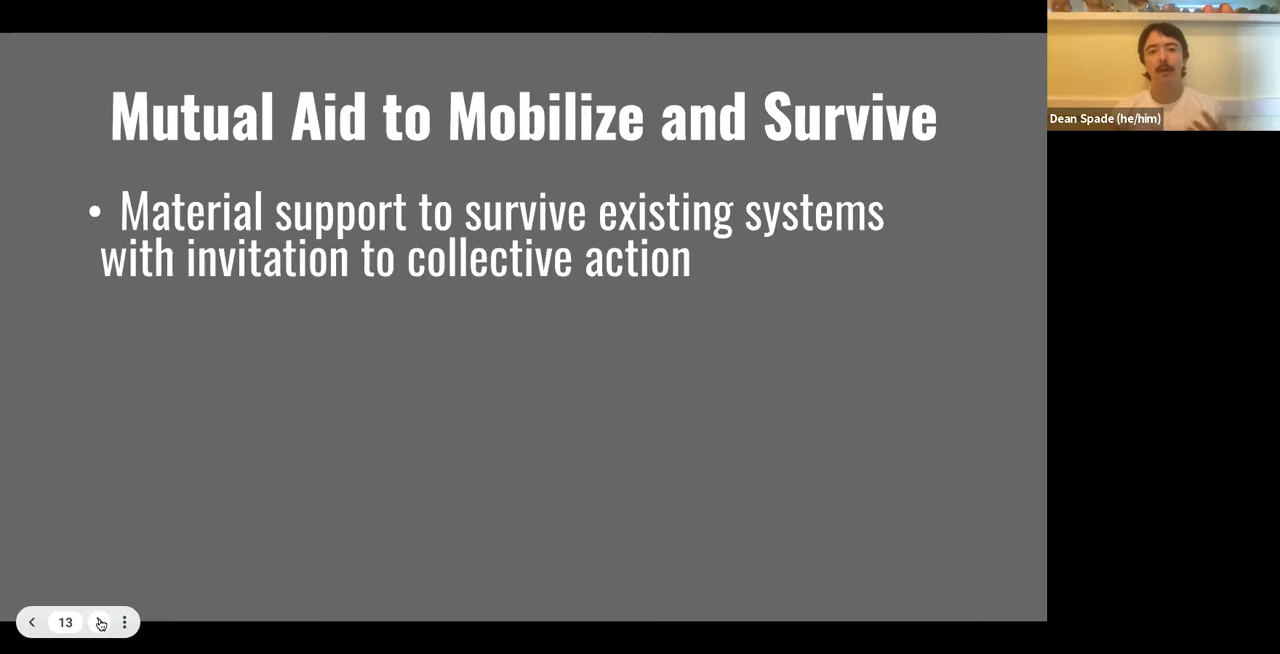 Mutual Aid to Mobilize and Survive
• Material support to survive existing systems
with invitation to collective action
Dean Spade (he/him)
13